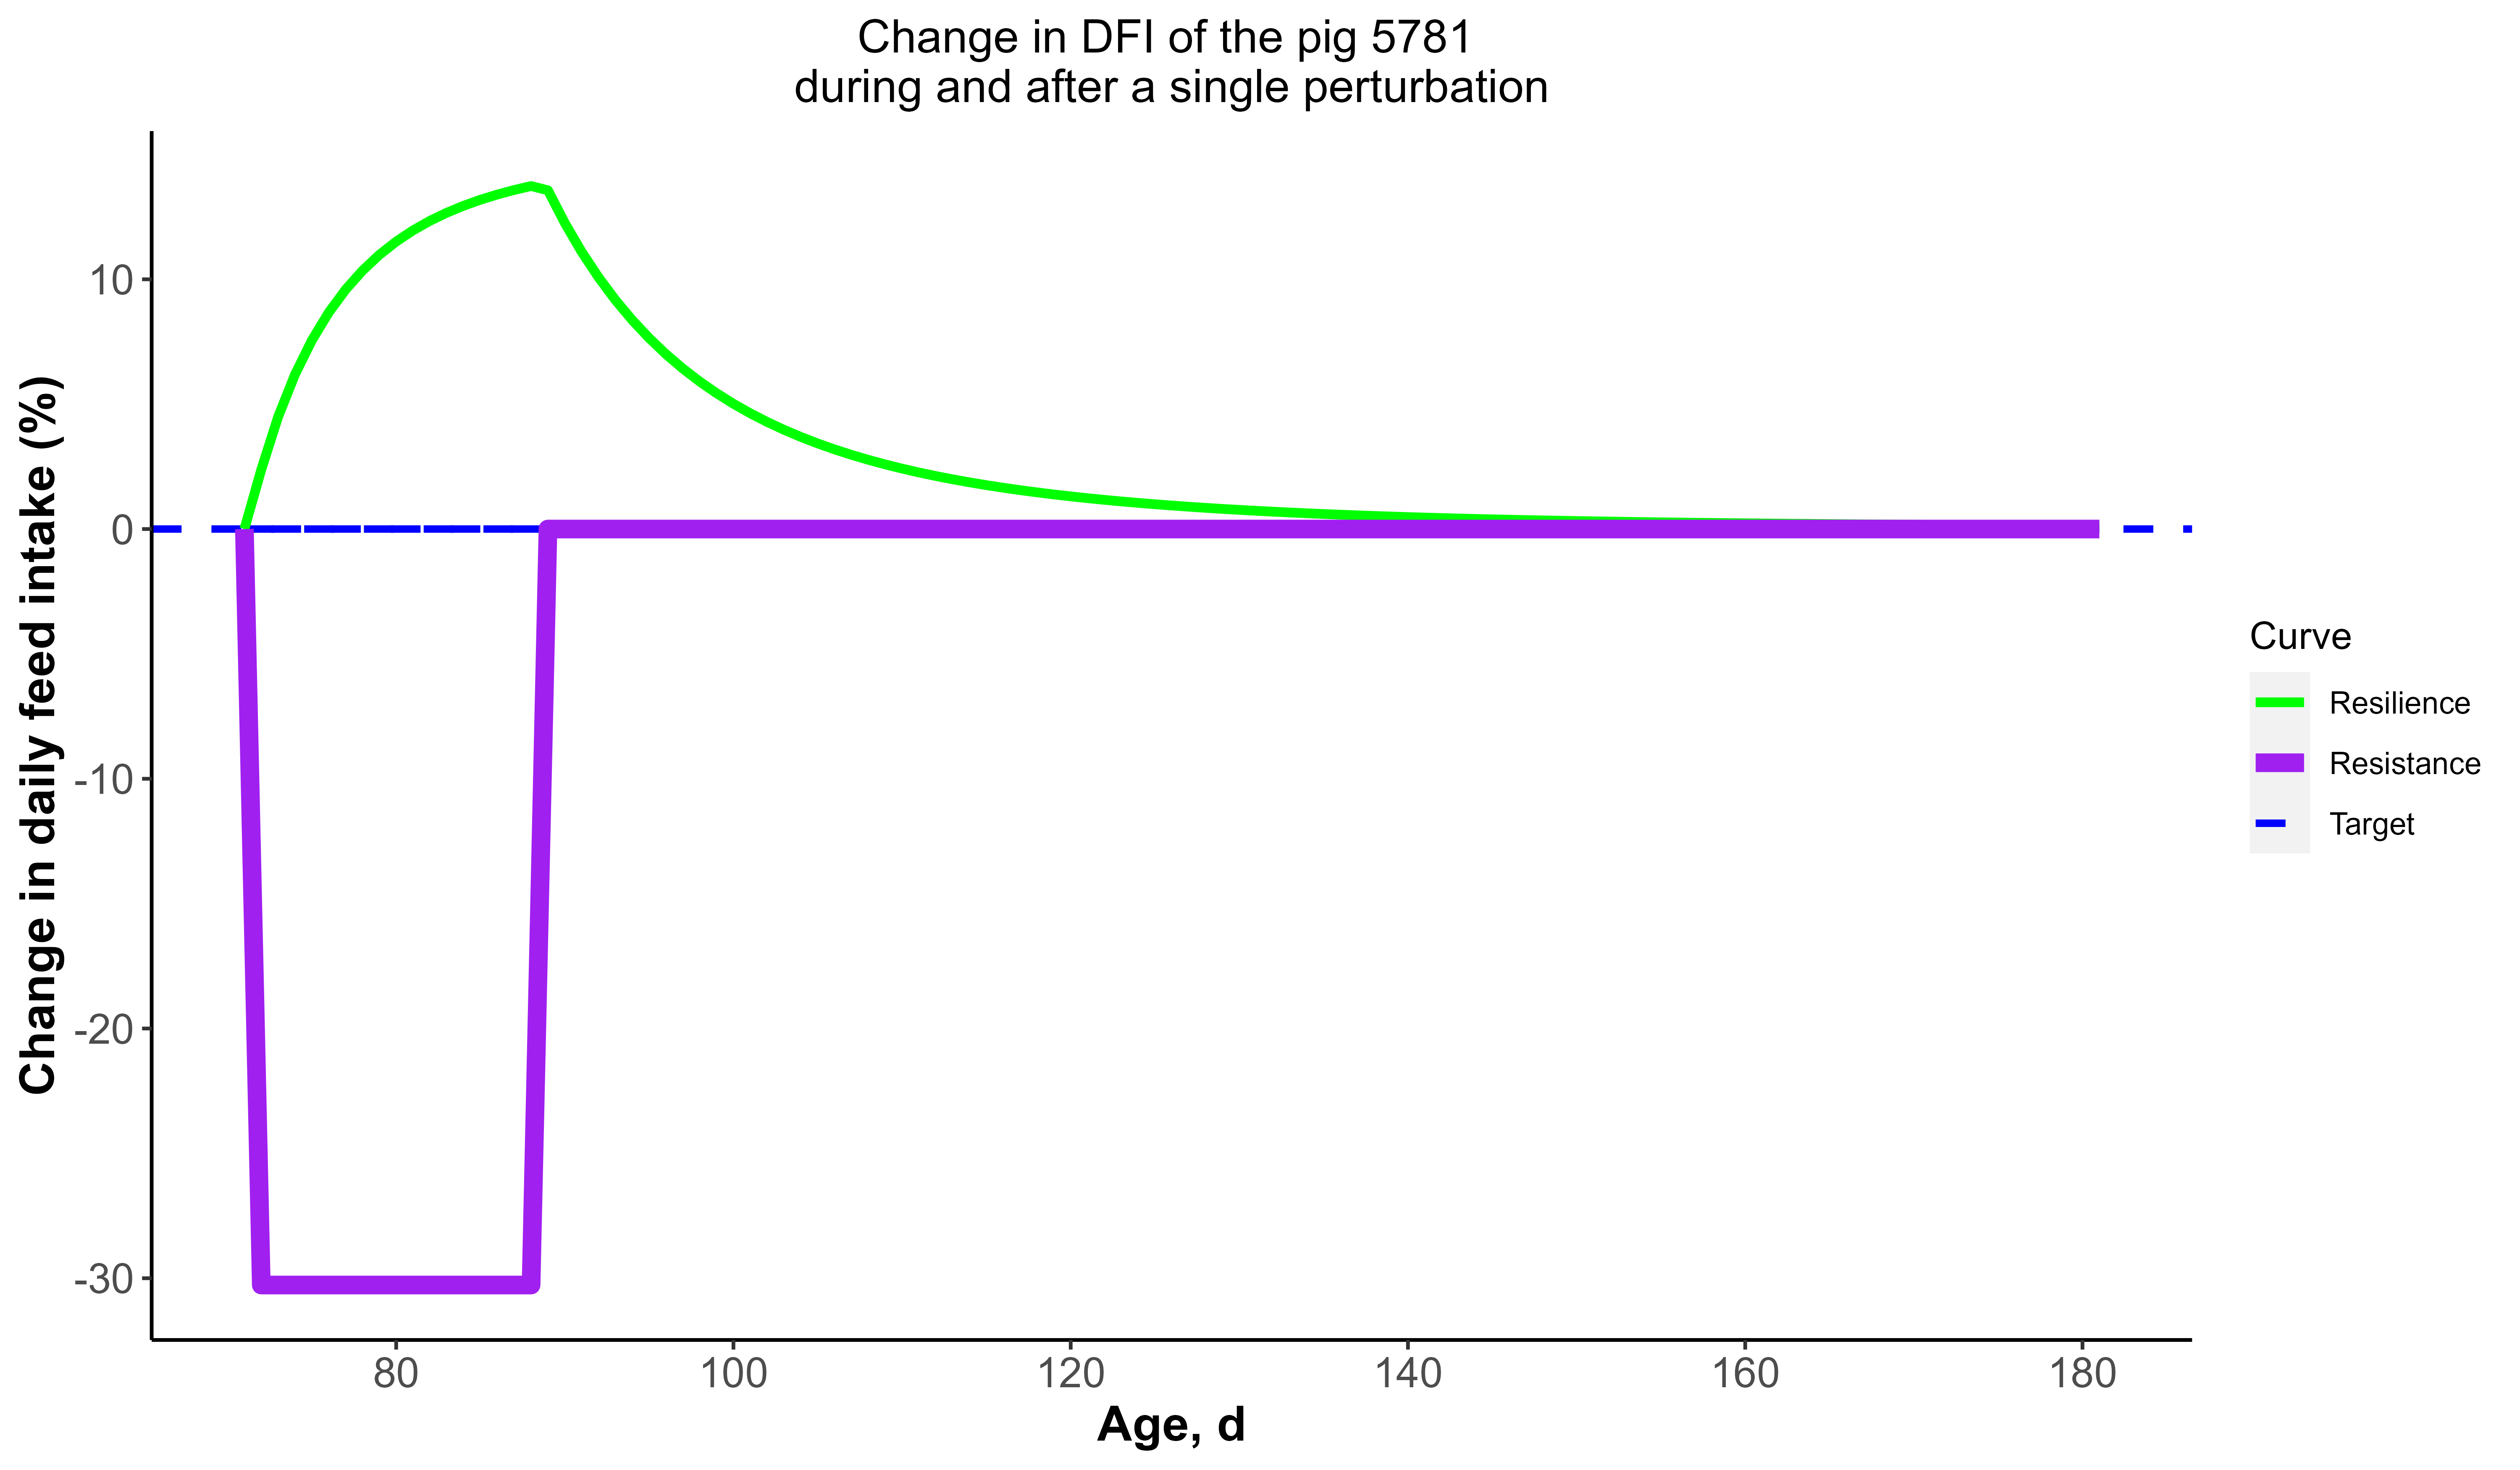 Change in DFI of the pig 5781
during and after a single perturbation
Change in daily feed intake (%)
10
0
-10
-20
-30
80
100
120
140
160
180
Age, d
Curve
Resilience
Resistance
Target